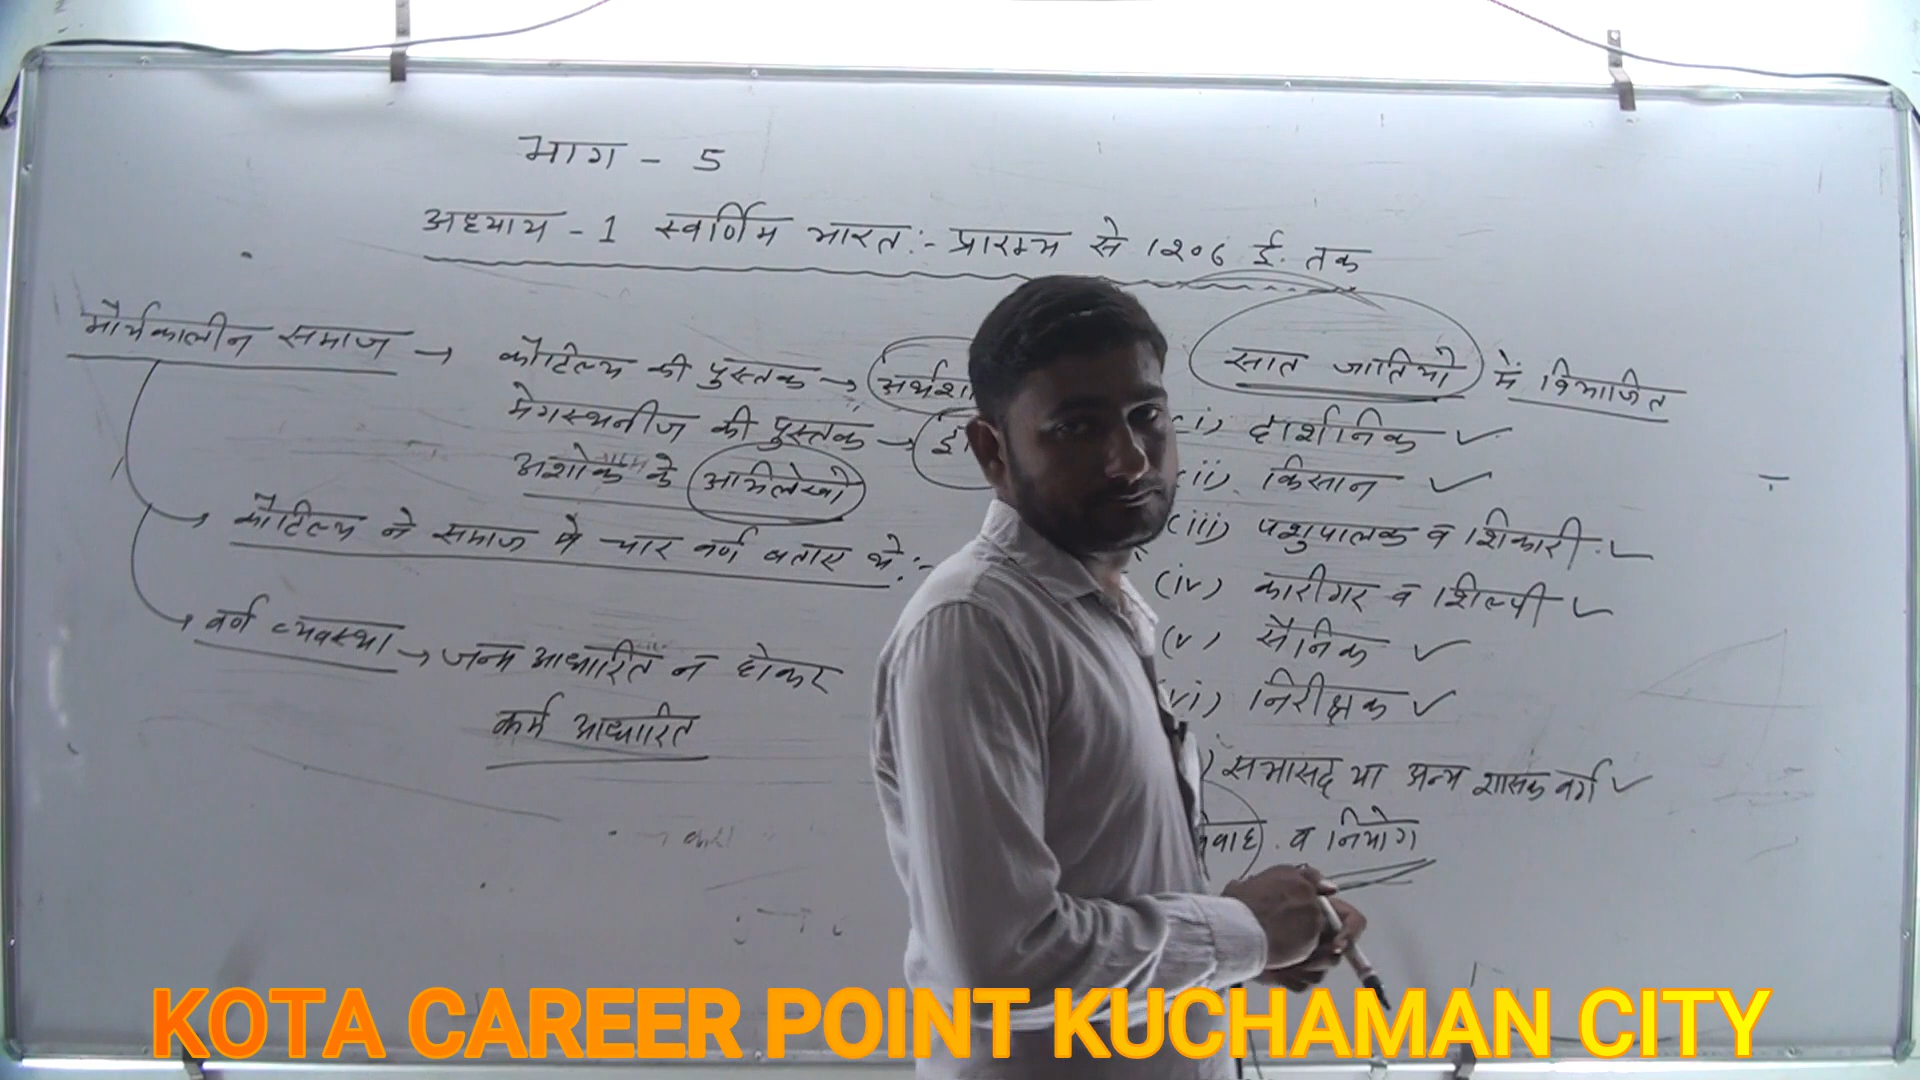 भाग - 5
अध्याय - 1 स्वर्णिम भारत:- प्रारम्भ से 1206 ई. तक
मौर्यकालीन समाज → कौटिल्य की पुस्तक →
मेगस्थनीज की पुस्तक →
अशोक के अभिलेखो
→ कौटिल्य ने समाज मे चार वर्ण बताए थे:-
→ वर्ण व्यवस्था → जन्म आधारित न होकर
कर्म आधारित
सात जातियो में विभाजित
(i) दार्शनिक ✓
(ii) किसान ✓
(iii) पशुपालक व शिकारी ✓
(iv) कारीगर व शिल्पी ✓
(v) सैनिक ✓
(vi) निरीक्षक ✓
सभासद या अन्य शासक वर्ग ✓
व नियोग
KOTA CAREER POINT KUCHAMAN CITY